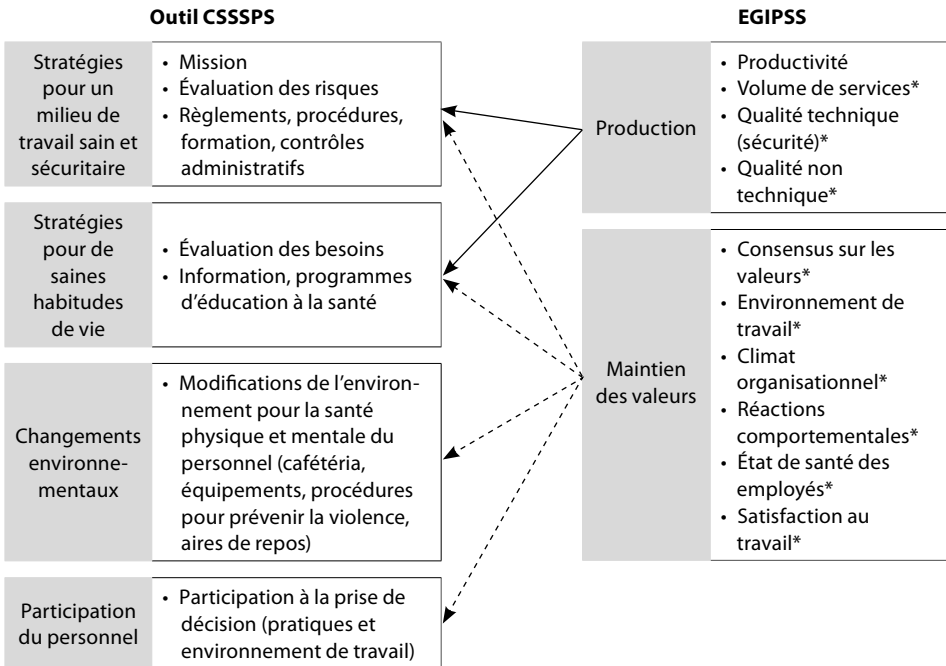 Outil CSSSPS
Stratégies
pour un
milieu de
travail sain et
sécuritaire
• Mission
• Évaluation des risques
• Règlements, procédures,
formation, contrôles
administratifs
Stratégies
pour de
saines
habitudes
de vie
• Évaluation des besoins
• Information, programmes
d’éducation à la santé
Changements
environne-
mentaux
• Modifications de l’environ-
nement pour la santé
physique et mentale du
personnel (cafétéria,
équipements, procédures
pour prévenir la violence,
aires de repos)
Participation
du personnel
• Participation à la prise de
décision (pratiques et
environnement de travail)
EGIPSS
Production
• Productivité
• Volume de services*
• Qualité technique
(sécurité)*
• Qualité non
technique*
Maintien
des valeurs
• Consensus sur les
valeurs*
• Environnement de
travail*
• Climat
organisationnel*
• Réactions
comportementales*
• État de santé des
employés*
• Satisfaction au
travail*